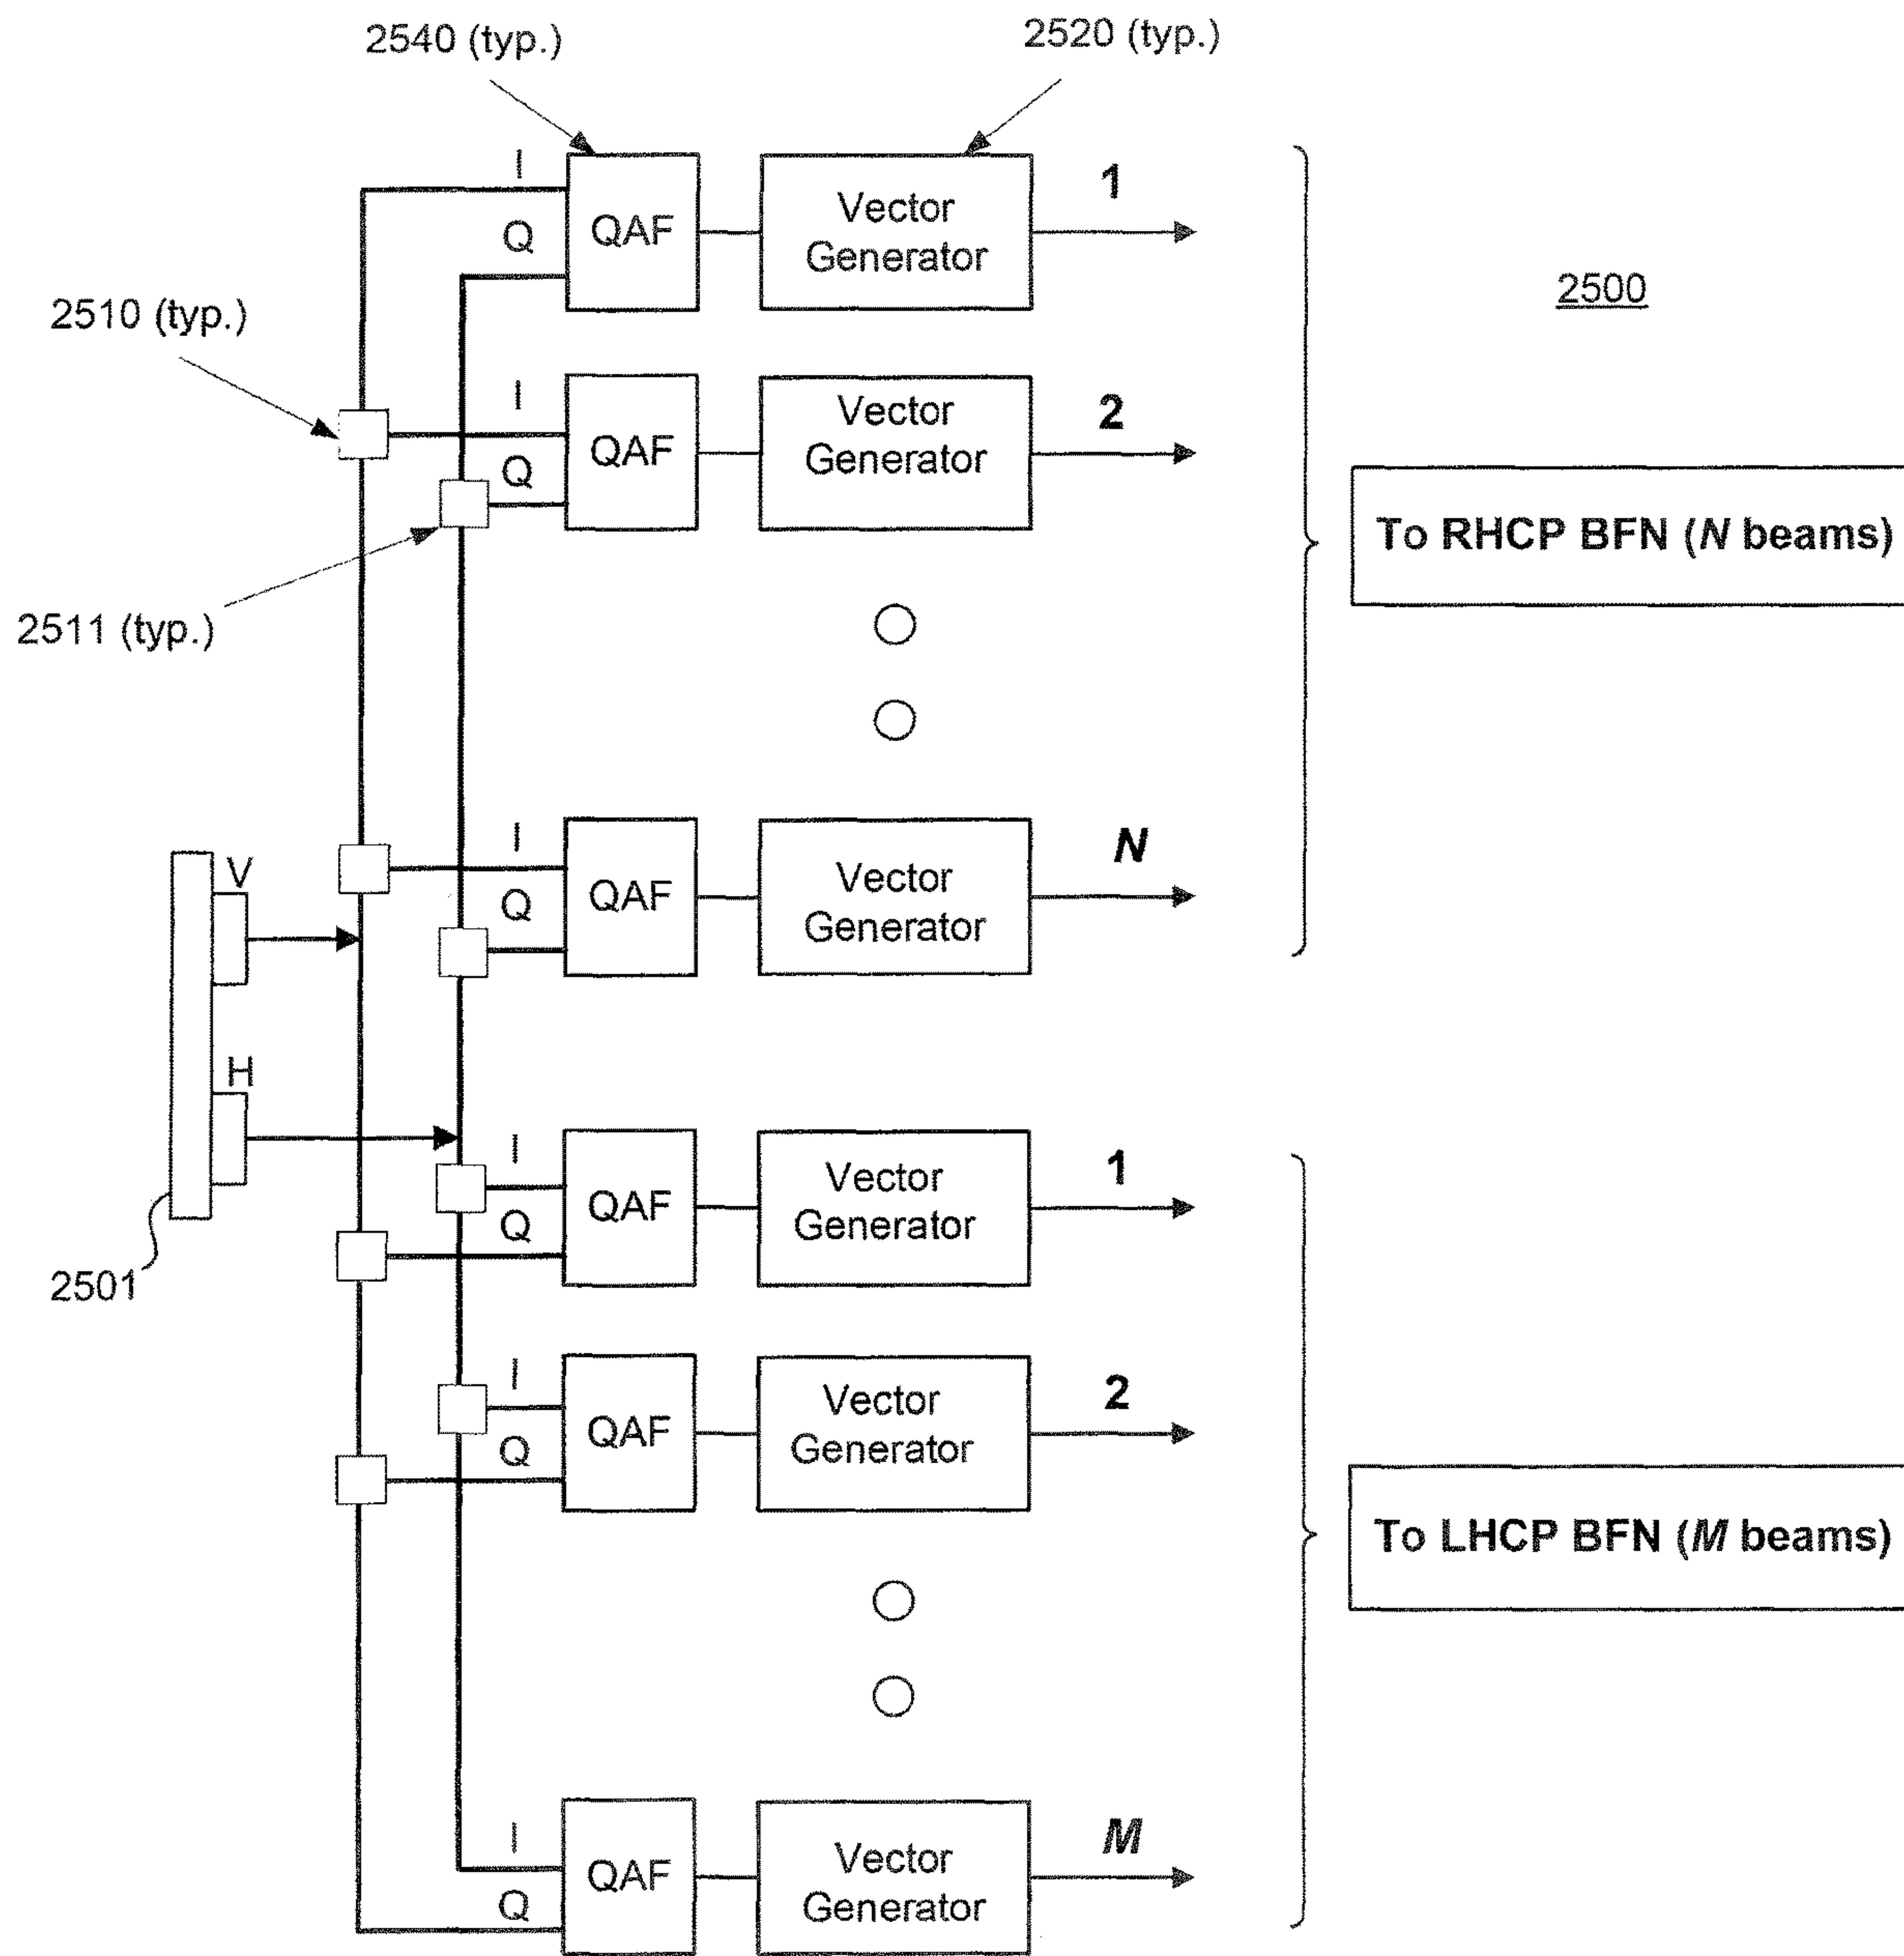 2540 (typ.)
2520 (typ.)
I
Q
QAF
Vector
Generator
1
2500
2510 (typ.)
I
Q
QAF
Vector
Generator
2
To RHCP BFN (N beams)
2511 (typ.)
I
Q
QAF
Vector
Generator
N
V
H
2501
I
Q
QAF
Vector
Generator
1
I
Q
QAF
Vector
Generator
2
To LHCP BFN (M beams)
I
Q
QAF
Vector
Generator
M